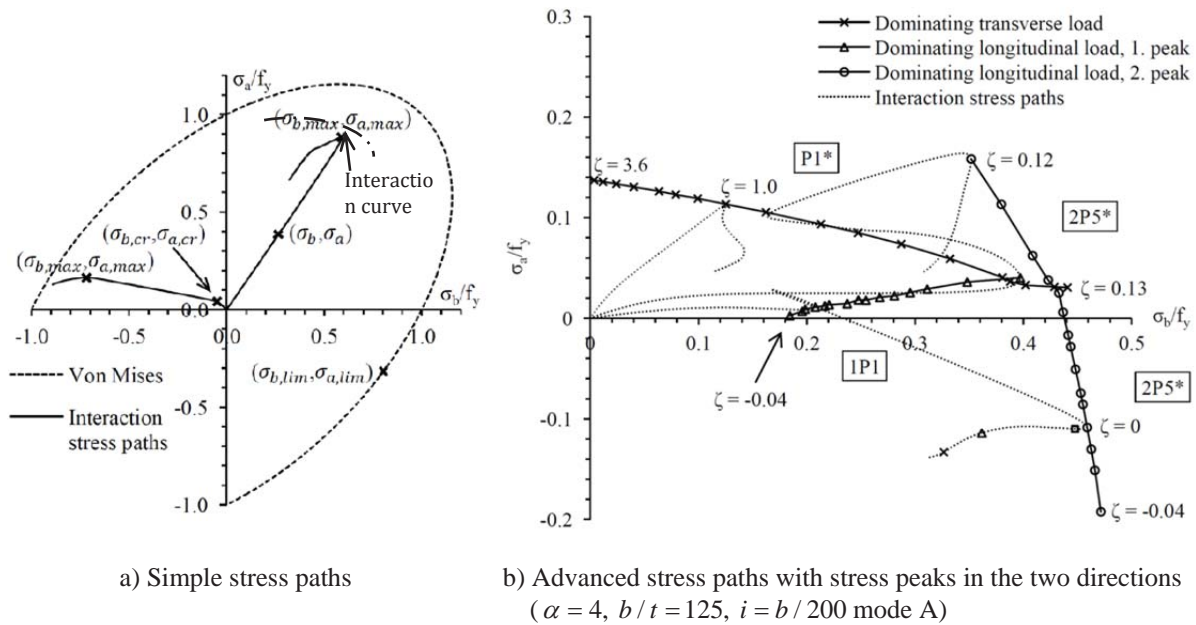 σa/fy
1.0
(σb,max,σa,max)
Interactio
n curve
0.5
(σb,cr,σa,cr)
(σb,max,σa,max)
(σb,σa)
σb/fy
0.0
-1.0
0.0
0.5
1.0
Von Mises
(σb,lim,σa,lim)
-0.5
Interaction
stress paths
-1.0
a) Simple stress paths
0.3
Dominating transverse load
Dominating longitudinal load, 1. peak
Dominating longitudinal load, 2. peak
Interaction stress paths
0.2
P1*
ζ = 0.12
ζ = 3.6
ζ = 1.0
2P5*
0.1
σa/fy
ζ = 0.13
0
0
0.1
0.2
0.3
0.4
σb/fy
0.5
1P1
2P5*
ζ = -0.04
-0.1
ζ = 0
-0.2
ζ = -0.04
b) Advanced stress paths with stress peaks in the two directions
( α = 4, b / t = 125, i = b / 200 mode A)